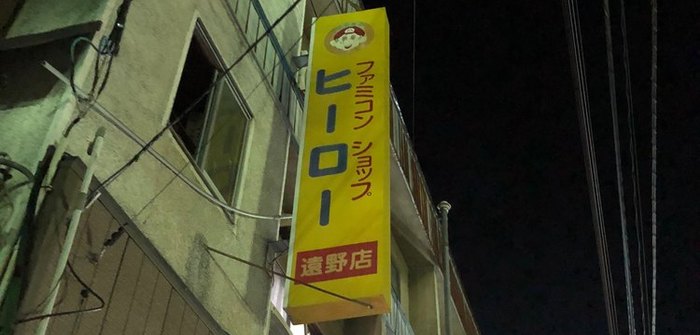 ファミコン ショップ
ヒーロー
遠野店